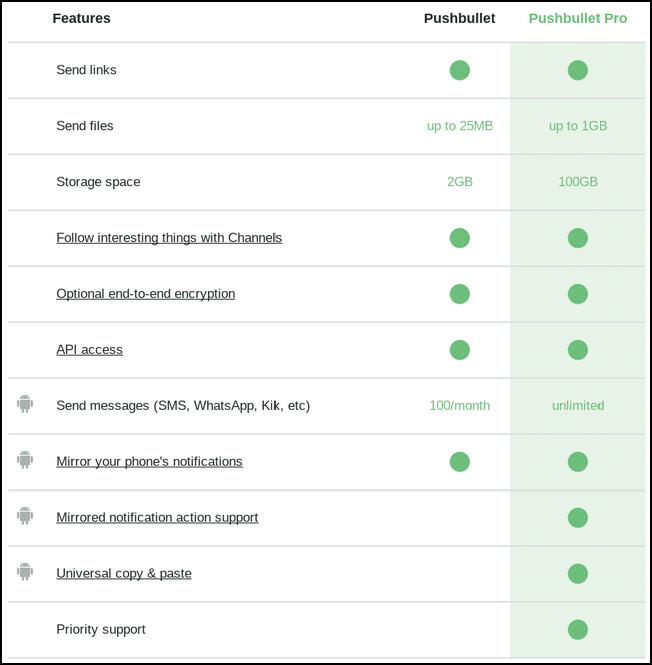 Features Pushbullet Pushbullet Pro
Send links
Send files up to 25MB up to 1GB
Storage space 2GB 100GB
Follow interesting things with Channels
Optional end-to-end encryption
API access
Send messages (SMS, WhatsApp, Kik, etc) 100/month unlimited
Mirror your phone's notifications
Mirrored notification action support
Universal copy & paste
Priority support